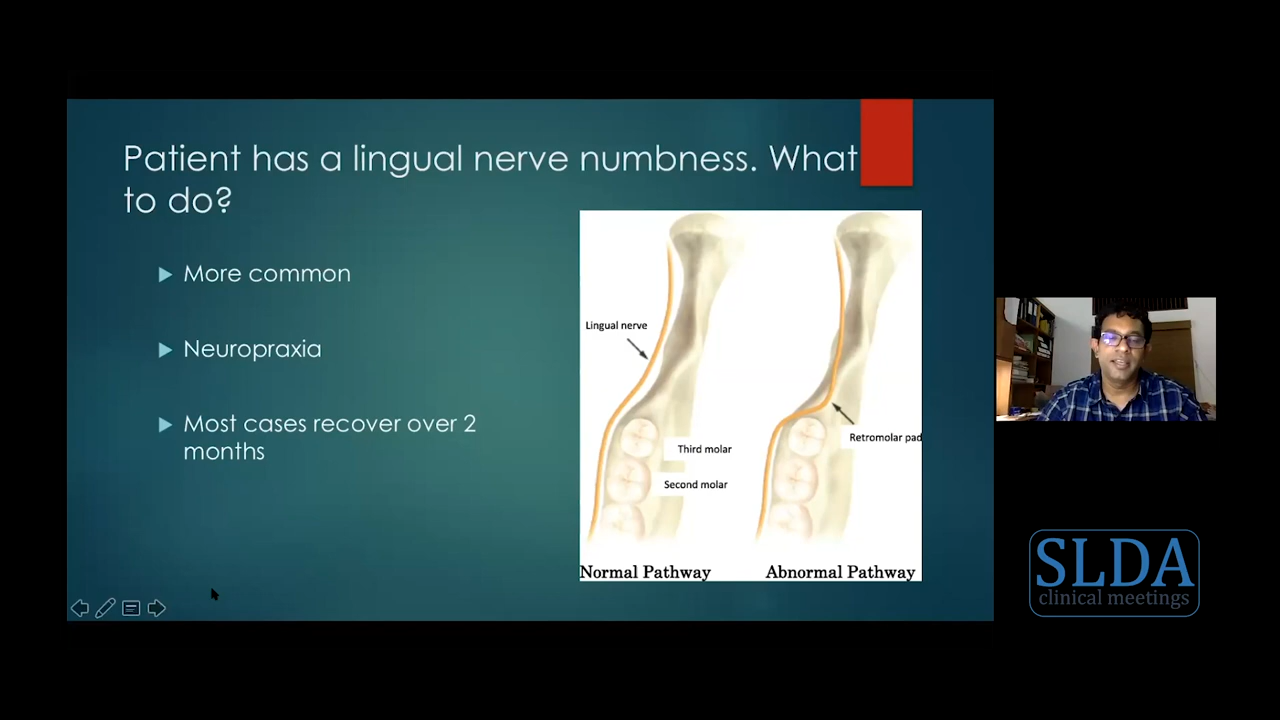 Patient has a lingual nerve numbness. What
to do?
More common
Neuropraxia
Most cases recover over 2
months
Lingual nerve
Third molar
Second molar
Retromolar pad
Normal Pathway
Abnormal Pathway
SLDA
clinical meetings